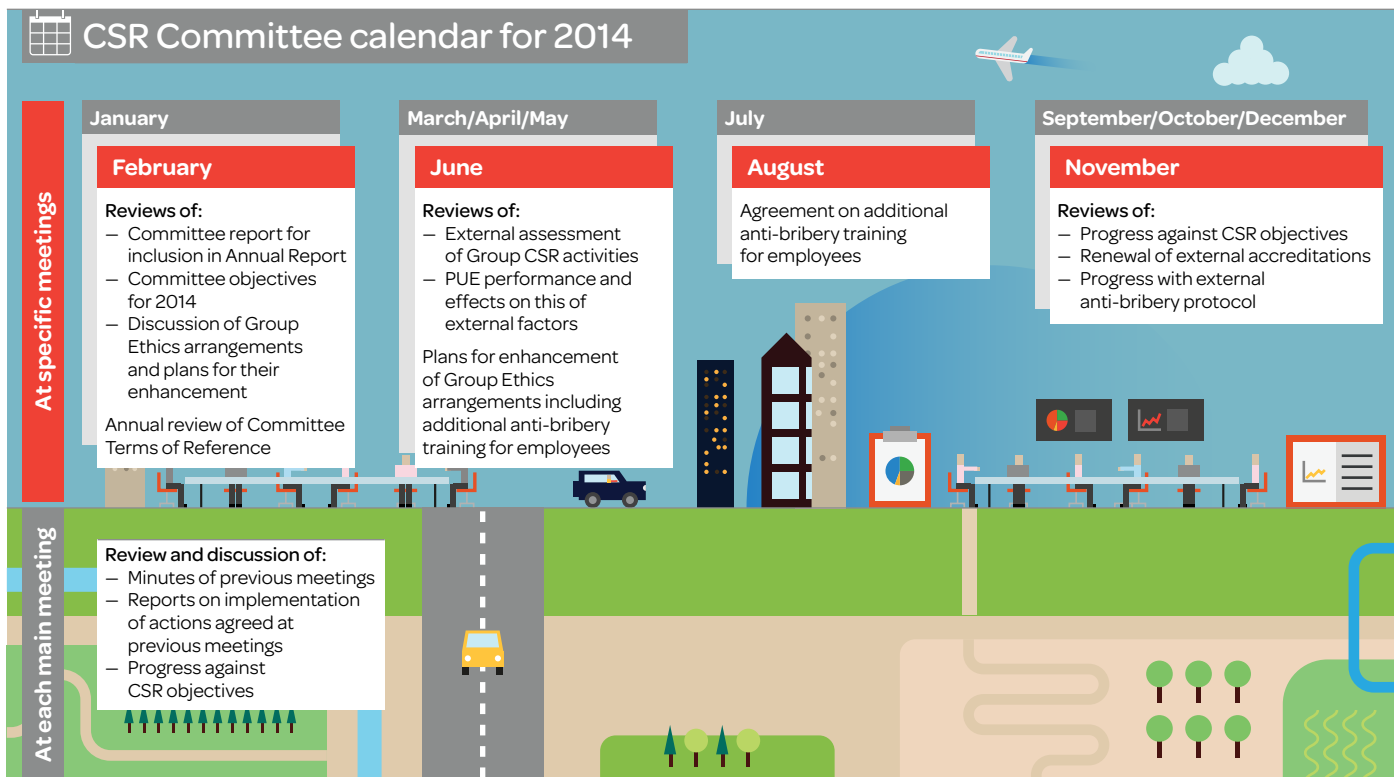 CSR Committee calendar for 2014
At specific meetings
January
February
Reviews of:
— Committee report for
inclusion in Annual Report
— Committee objectives
for 2014
— Discussion of Group
Ethics arrangements
and plans for their
enhancement
Annual review of Committee
Terms of Reference
March/April/May
June
Reviews of:
— External assessment
of Group CSR activities
— PUE performance and
effects on this of
external factors
Plans for enhancement
of Group Ethics
arrangements including
additional anti-bribery
training for employees
July
August
Agreement on additional
anti-bribery training
for employees
September/October/December
November
Reviews of:
— Progress against CSR objectives
— Renewal of external accreditations
— Progress with external
anti-bribery protocol
At each main meeting
Review and discussion of:
— Minutes of previous meetings
— Reports on implementation
of actions agreed at
previous meetings
— Progress against
CSR objectives